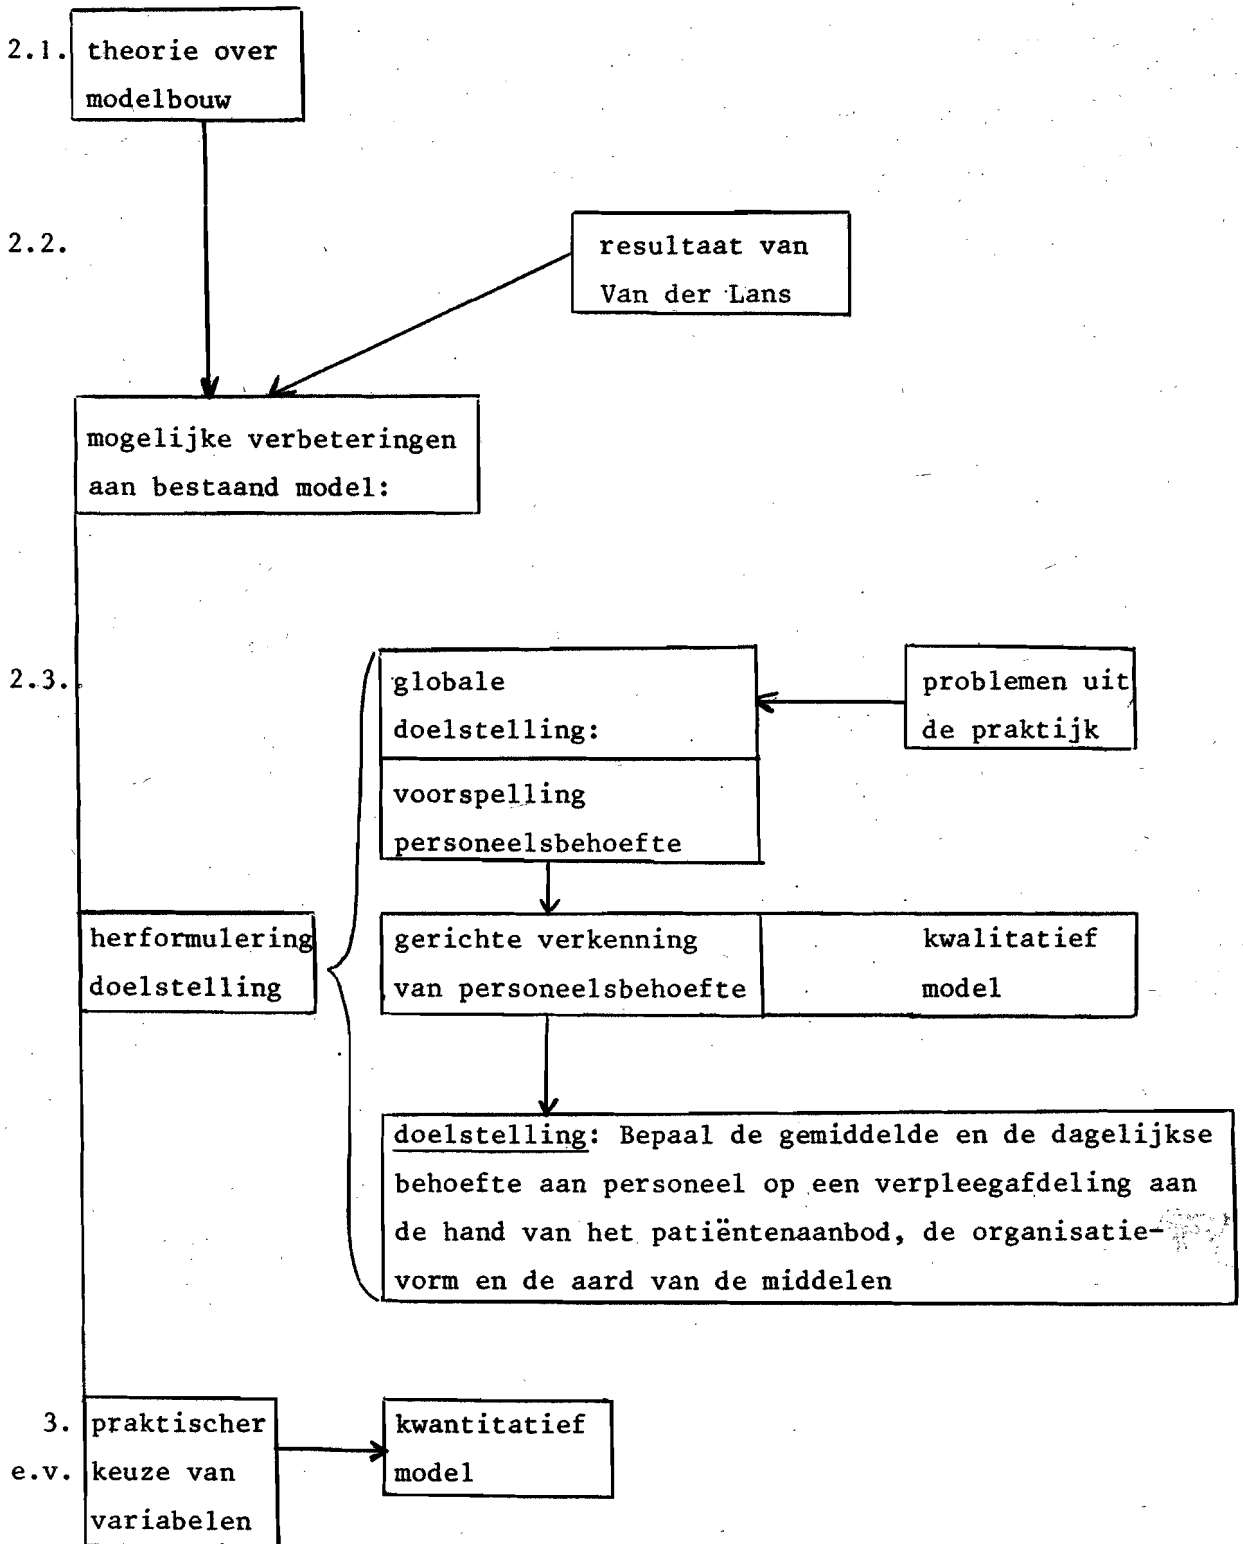 2.1. theorie over
modelbouw
2.2. resultaat van
Van der Lans
mogelijke verbeteringen
aan bestaand model:
2.3. globale
doelstelling:
problemen uit
de praktijk
voorspelling
personeelsbehoefte
herformulering
doelstelling
gerichte verkenning
van personeelsbehoefte
kwalitatief
model
doelstelling: Bepaal de gemiddelde en de dagelijkse
behoefte aan personeel op een verpleegafdeling aan
de hand van het patiëntenaanbod, de organisatie-
vorm en de aard van de middelen
3. praktischer
e.v. keuze van
variabelen
kwantitatief
model